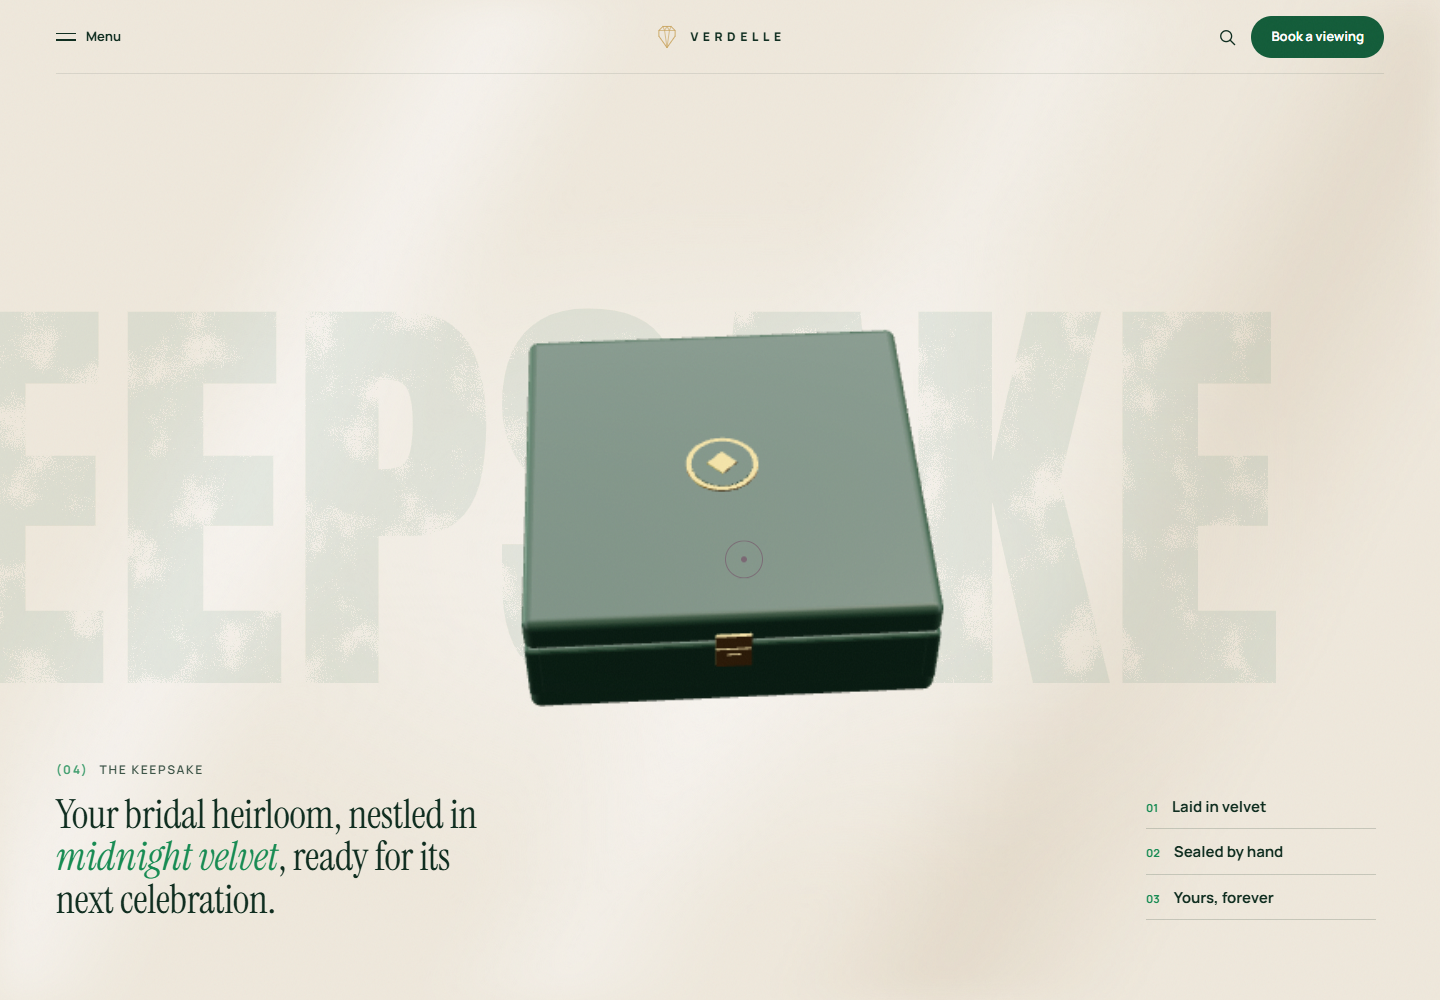 Menu
VERDELLE
Book a viewing
EEPSAKE
(04) THE KEEPSAKE
Your bridal heirloom, nestled in
midnight velvet, ready for its
next celebration.
01 Laid in velvet
02 Sealed by hand
03 Yours, forever